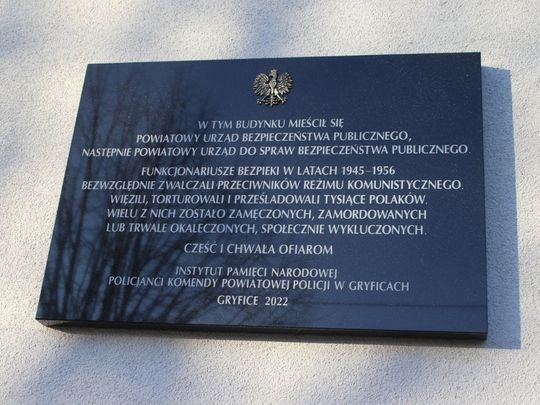 W TYM BUDYNKU MIEŚCIŁ SIĘ
POWIATOWY URZĄD BEZPIECZEŃSTWA PUBLICZNEGO,
NASTĘPNIE POWIATOWY URZĄD DO SPRAW BEZPIECZEŃSTWA PUBLICZNEGO.
FUNKCJONARIUSZE BEZPIEKI W LATACH 1945–1956
BEZWZGLĘDNIE ZWALCZALI PRZECIWNIKÓW REŻIMU KOMUNISTYCZNEGO.
WIĘZILI, TORTUROWALI I PRZEŚLADOWALI TYSIĄCE POLAKÓW.
WIELU Z NICH ZOSTAŁO ZAMĘCZONYCH, ZAMORDOWANYCH
LUB TRWALE OKALECZONYCH, SPOŁECZNIE WYKLUCZONYCH.
CZEŚĆ I CHWAŁA OFIAROM
INSTYTUT PAMIĘCI NARODOWEJ
POLICJANCI KOMENDY POWIATOWEJ POLICJI W GRYFICACH
GRYFICE 2022